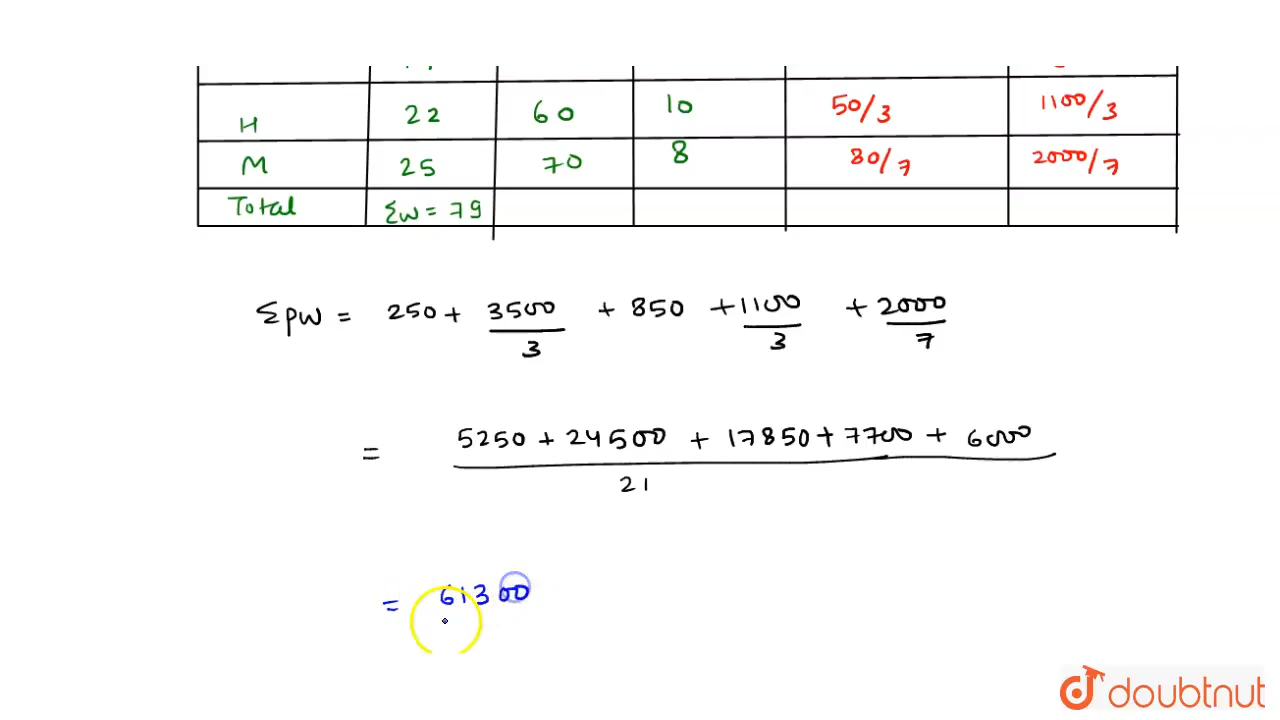 H 22 60 10 50/3 1100/3
M 25 70 8 80/7 2000/7
Total Σw = 79
Σpw = 250 + 3500/3 + 850 + 1100/3 + 2000/7
= 5250 + 24500 + 17850 + 7700 + 6000
21
= 61300
doubtnut